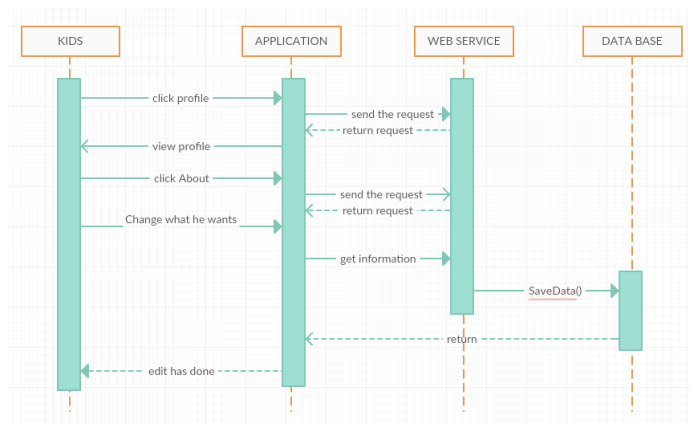 KIDS
APPLICATION
WEB SERVICE
DATA BASE
click profile
send the request
return request
view profile
click About
send the request
return request
Change what he wants
get information
SaveData()
return
edit has done